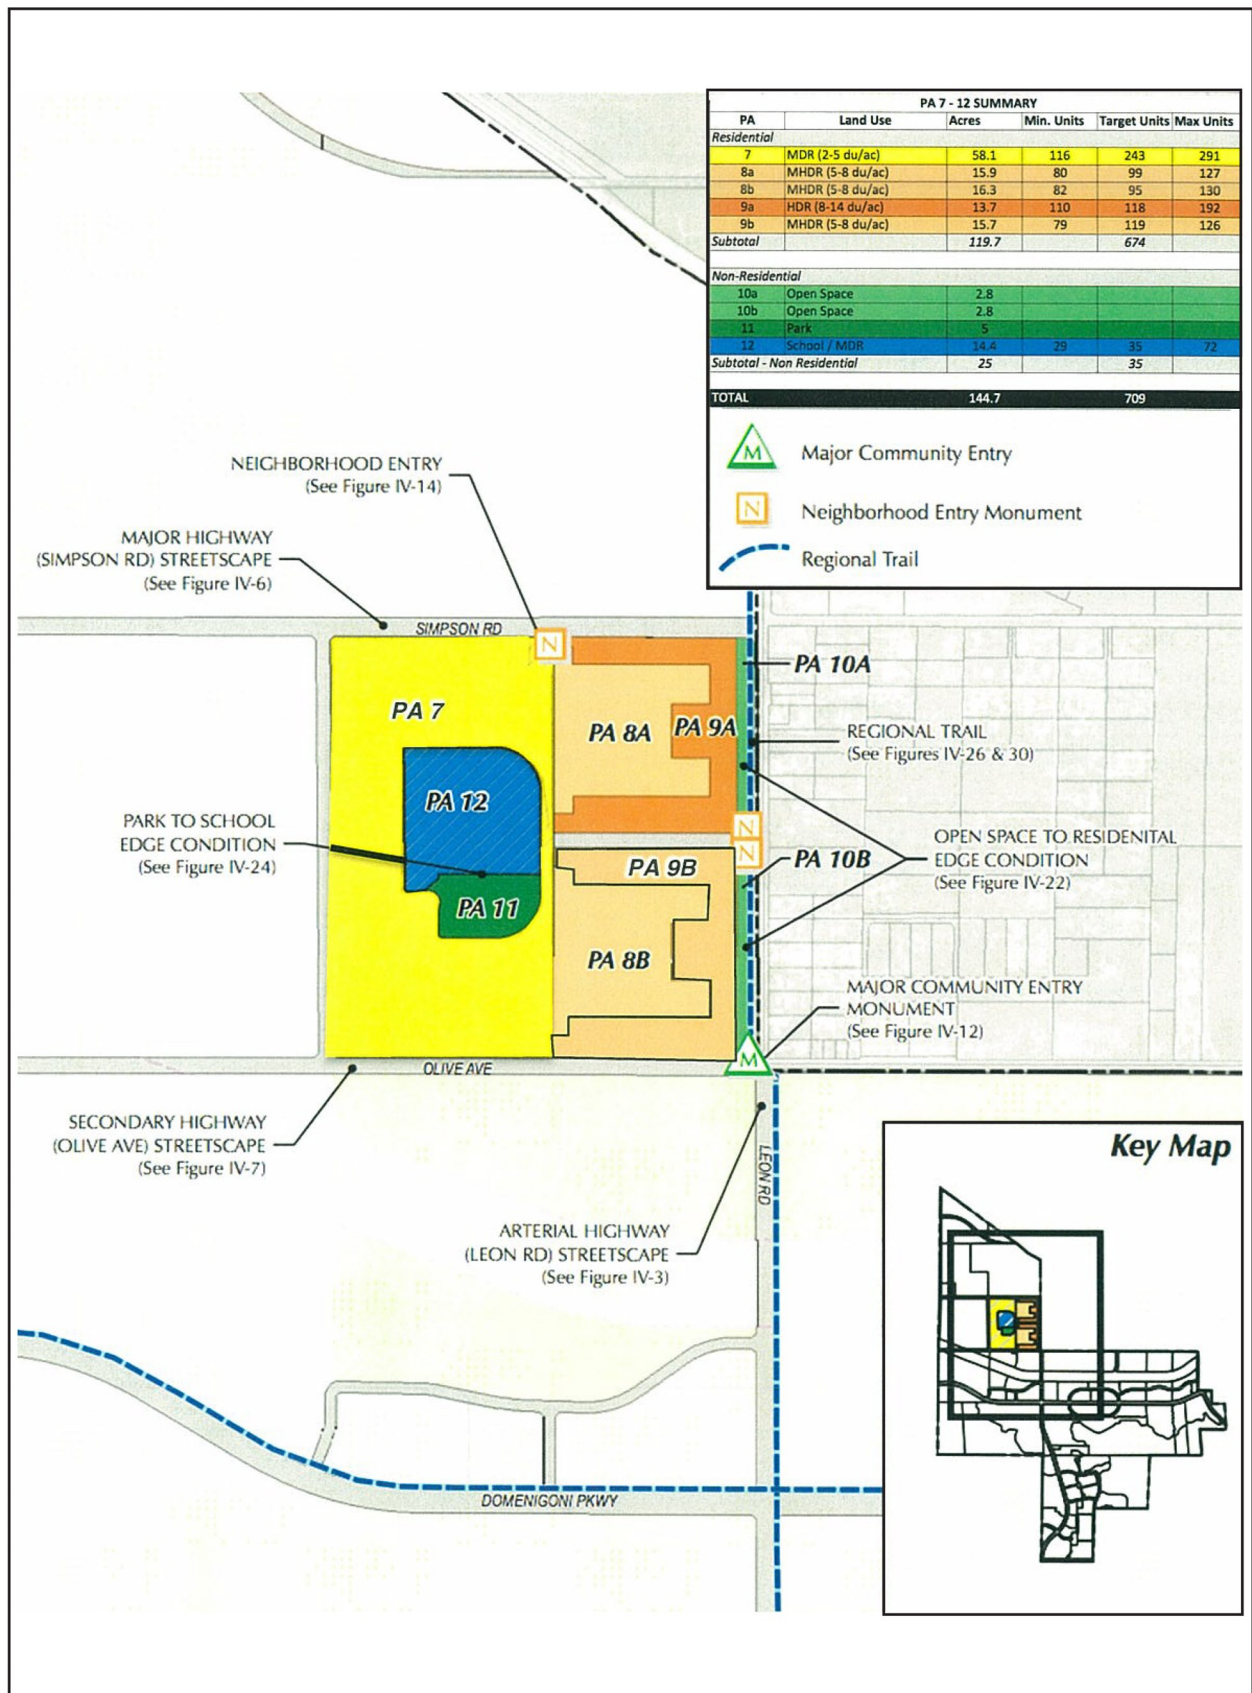 PA 7 - 12 SUMMARY
PA Land Use Acres Min. Units Target Units Max Units
Residential
7 MDR (2-5 du/ac) 58.1 116 243 291
8a MHDR (5-8 du/ac) 15.9 80 99 127
8b MHDR (5-8 du/ac) 16.3 82 95 130
9a HDR (8-14 du/ac) 13.7 110 118 192
9b MHDR (5-8 du/ac) 15.7 79 119 126
Subtotal 119.7 674
Non-Residential
10a Open Space 2.8
10b Open Space 2.8
11 Park 5
12 School / MDR 14.4 29 35 72
Subtotal - Non Residential 25 35
TOTAL 144.7 709
M Major Community Entry
N Neighborhood Entry Monument
Regional Trail
NEIGHBORHOOD ENTRY
(See Figure IV-14)
MAJOR HIGHWAY
(SIMPSON RD) STREETSCAPE
(See Figure IV-6)
SIMPSON RD
N
PA 10A
PA 7
PA 8A
PA 9A
REGIONAL TRAIL
(See Figures IV-26 & 30)
PA 12
PARK TO SCHOOL
EDGE CONDITION
(See Figure IV-24)
N
N
OPEN SPACE TO RESIDENTAL
EDGE CONDITION
(See Figure IV-22)
PA 9B
PA 10B
PA 11
PA 8B
MAJOR COMMUNITY ENTRY
MONUMENT
(See Figure IV-12)
M
OLIVE AVE
SECONDARY HIGHWAY
(OLIVE AVE) STREETSCAPE
(See Figure IV-7)
LEON RD
ARTERIAL HIGHWAY
(LEON RD) STREETSCAPE
(See Figure IV-3)
Key Map
DOMENIGONI PKWY